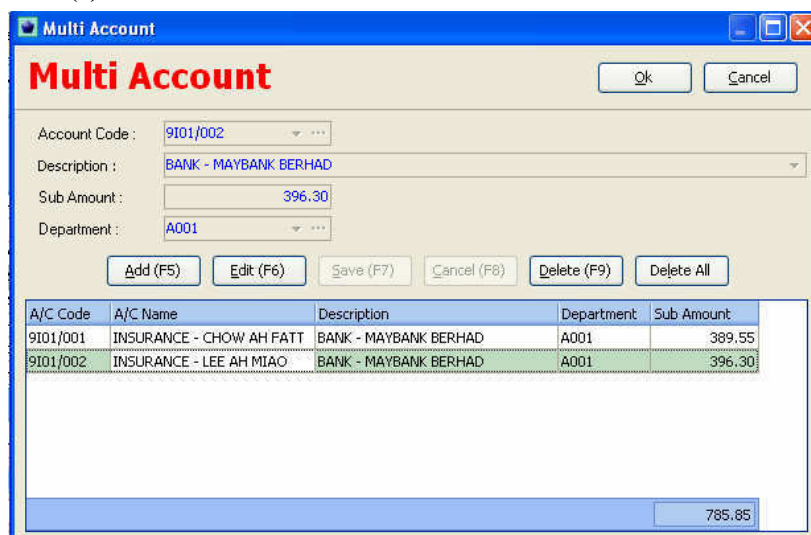 Multi Account
Multi Account
Ok Cancel
Account Code : 9I01/002
Description : BANK - MAYBANK BERHAD
Sub Amount : 396.30
Department : A001
Add (F5) Edit (F6) Save (F7) Cancel (F8) Delete (F9) Delete All
A/C Code A/C Name Description Department Sub Amount
9I01/001 INSURANCE - CHOW AH FATT BANK - MAYBANK BERHAD A001 389.55
9I01/002 INSURANCE - LEE AH MIAO BANK - MAYBANK BERHAD A001 396.30
785.85